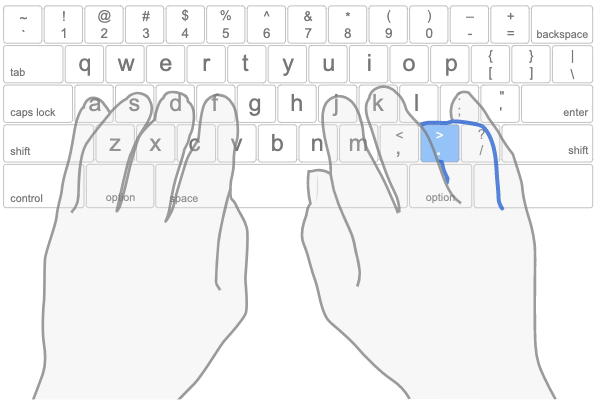 ~ ! @ # $ % ^ & * ( ) – +
` 1 2 3 4 5 6 7 8 9 0 - = backspace
tab q w e r t y u i o p { } |
[ ] \
caps lock a s d f g h j k l : " enter
; '
shift z x c v b n m < > ? shift
, . /
control option space option